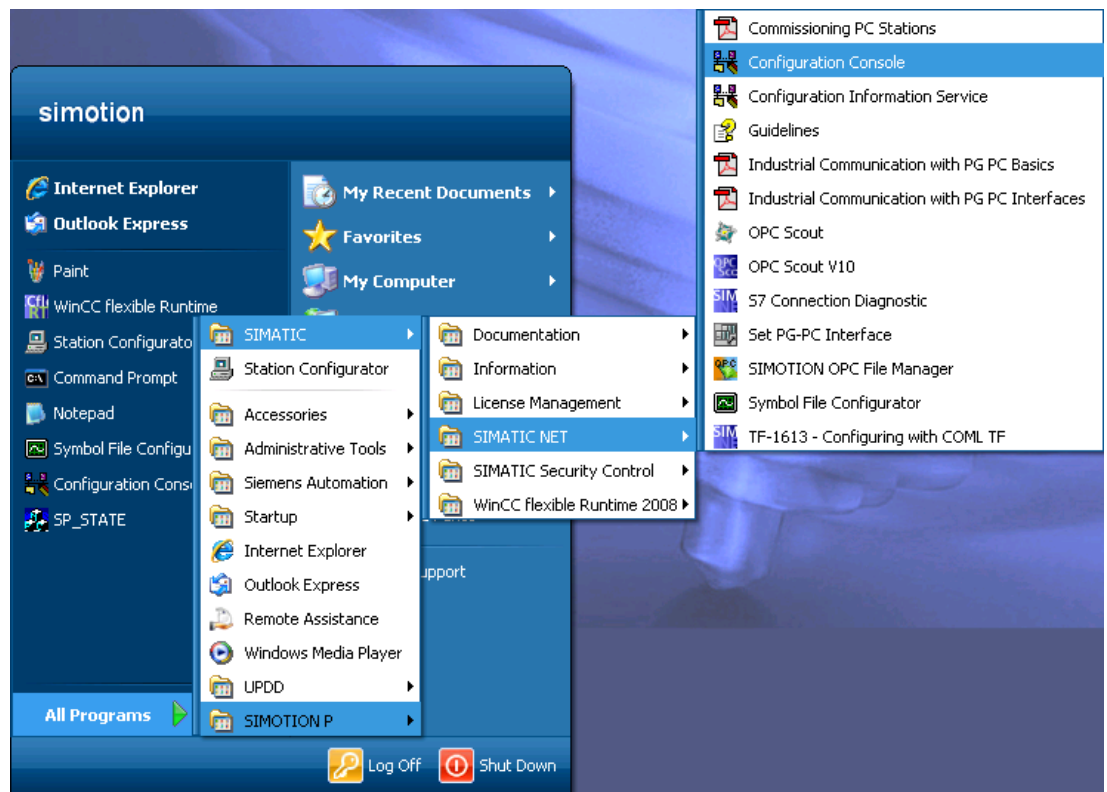 simotion
Internet Explorer
Outlook Express
Paint
WinCC flexible Runtime
Station Configurato
Command Prompt
Notepad
Symbol File Configu
Configuration Cons
SP_STATE
All Programs
My Recent Documents
Favorites
My Computer
upport
Log Off
Shut Down
SIMATIC
Station Configurator
Accessories
Administrative Tools
Siemens Automation
Startup
Internet Explorer
Outlook Express
Remote Assistance
Windows Media Player
UPDD
SIMOTION P
Documentation
Information
License Management
SIMATIC NET
SIMATIC Security Control
WinCC flexible Runtime 2008
Commissioning PC Stations
Configuration Console
Configuration Information Service
Guidelines
Industrial Communication with PG PC Basics
Industrial Communication with PG PC Interfaces
OPC Scout
OPC Scout V10
S7 Connection Diagnostic
Set PG-PC Interface
SIMOTION OPC File Manager
Symbol File Configurator
TF-1613 - Configuring with COML TF